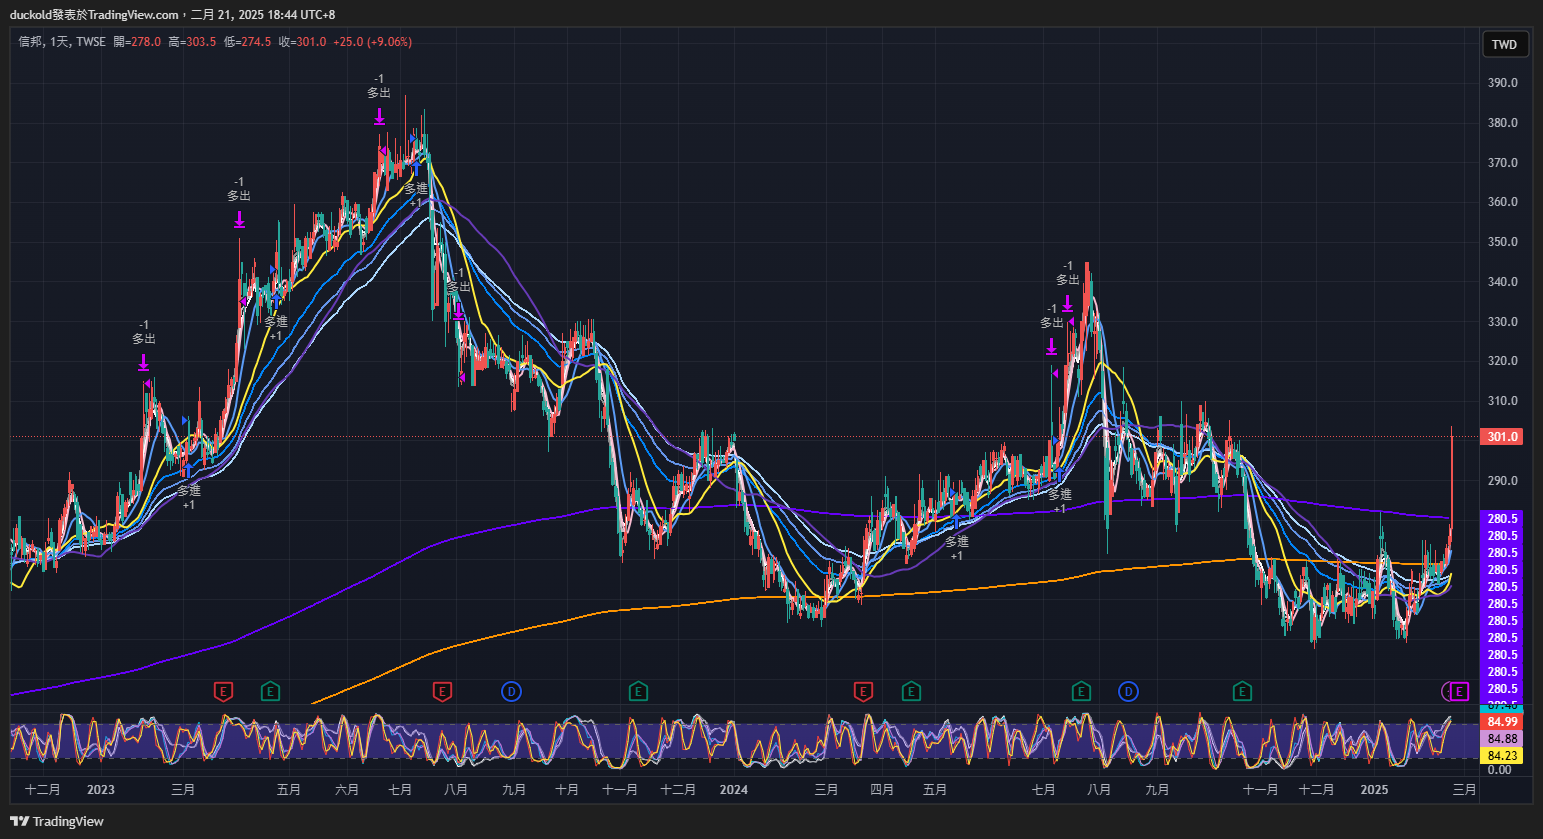 duckold發表於TradingView.com，二月 21, 2025 18:44 UTC+8
信邦, 1天, TWSE 開=278.0 高=303.5 低=274.5 收=301.0 +25.0 (+9.06%)
TWD
390.0
-1
多出
380.0
370.0
多進
+1
-1
多出
360.0
350.0
-1
多出
-1
多出
340.0
多進
+1
-1
多出
330.0
-1
多出
320.0
310.0
301.0
290.0
多進
+1
多進
+1
多進
+1
280.5
280.5
280.5
280.5
280.5
280.5
280.5
280.5
280.5
280.5
280.5
E
E
E
D
E
E
E
E
D
E
E
84.99
84.88
84.23
0.00
十二月 2023 三月 五月 六月 七月 八月 九月 十月 十一月 十二月 2024 三月 四月 五月 七月 八月 九月 十一月 十二月 2025 三月
TradingView